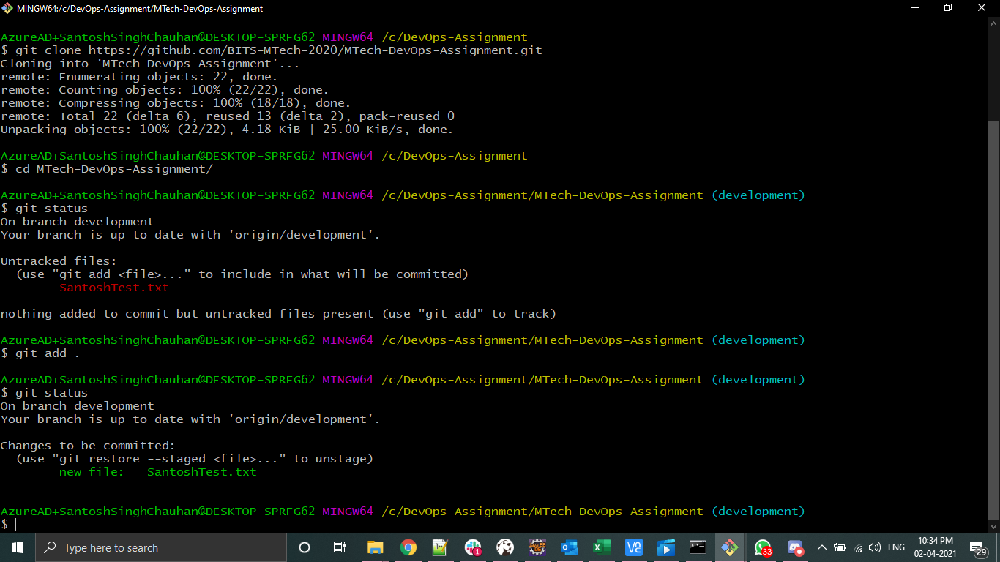 MINGW64:/c/DevOps-Assignment/MTech-DevOps-Assignment
AzureAD+SantoshSinghChauhan@DESKTOP-SPRFG62 MINGW64 /c/DevOps-Assignment
$ git clone https://github.com/BITS-MTech-2020/MTech-DevOps-Assignment.git
Cloning into 'MTech-DevOps-Assignment'...
remote: Enumerating objects: 22, done.
remote: Counting objects: 100% (22/22), done.
remote: Compressing objects: 100% (18/18), done.
remote: Total 22 (delta 6), reused 13 (delta 2), pack-reused 0
Unpacking objects: 100% (22/22), 4.18 KiB | 25.00 KiB/s, done.
AzureAD+SantoshSinghChauhan@DESKTOP-SPRFG62 MINGW64 /c/DevOps-Assignment
$ cd MTech-DevOps-Assignment/
AzureAD+SantoshSinghChauhan@DESKTOP-SPRFG62 MINGW64 /c/DevOps-Assignment/MTech-DevOps-Assignment (development)
$ git status
On branch development
Your branch is up to date with 'origin/development'.
Untracked files:
(use "git add <file>..." to include in what will be committed)
SantoshTest.txt
nothing added to commit but untracked files present (use "git add" to track)
AzureAD+SantoshSinghChauhan@DESKTOP-SPRFG62 MINGW64 /c/DevOps-Assignment/MTech-DevOps-Assignment (development)
$ git add .
AzureAD+SantoshSinghChauhan@DESKTOP-SPRFG62 MINGW64 /c/DevOps-Assignment/MTech-DevOps-Assignment (development)
$ git status
On branch development
Your branch is up to date with 'origin/development'.
Changes to be committed:
(use "git restore --staged <file>..." to unstage)
new file:   SantoshTest.txt
AzureAD+SantoshSinghChauhan@DESKTOP-SPRFG62 MINGW64 /c/DevOps-Assignment/MTech-DevOps-Assignment (development)
$
Type here to search
1
33
ENG
10:34 PM
02-04-2021
29